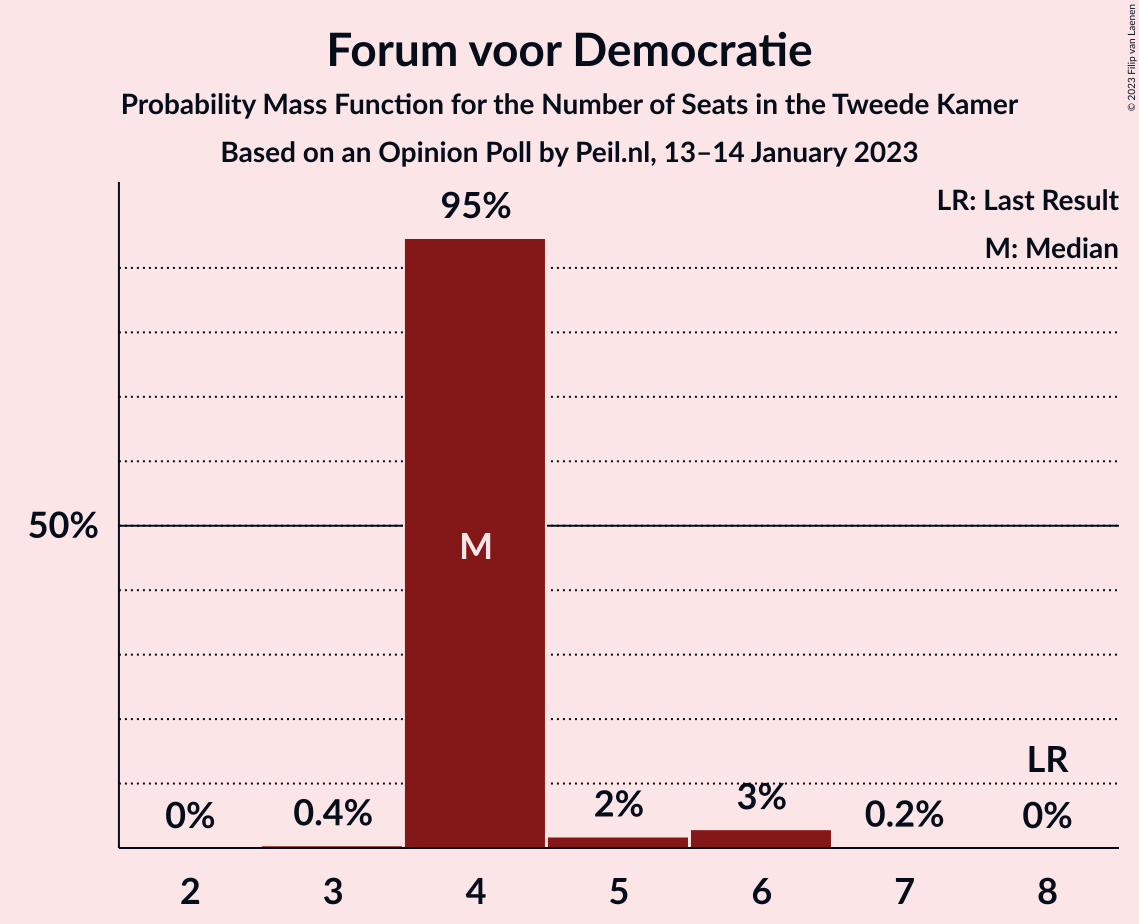 Forum voor Democratie
Probability Mass Function for the Number of Seats in the Tweede Kamer
Based on an Opinion Poll by Peil.nl, 13–14 January 2023
© 2023 Filip van Laenen
LR: Last Result
M: Median
95%
50%
M
LR
0%
0.4%
2%
3%
0.2%
0%
2 3 4 5 6 7 8